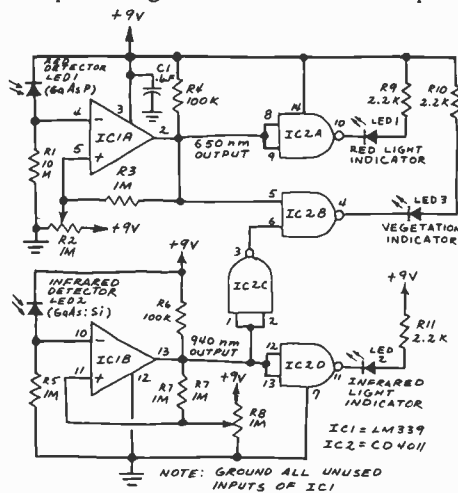 +9V
RED
DETECTOR
LED1
(GaAsP)
C1
.1µF
R4
100K
R9
2.2K
R10
2.2K
3
4
-
IC1A
2
5
+
R1
10
M
R3
1M
R2
1M
+9V
650 nm
OUTPUT
14
8
9
IC2A
10
LED1
RED LIGHT
INDICATOR
5
6
IC2B
4
LED3
VEGETATION
INDICATOR
3
IC2C
1
2
+9V
INFRARED
DETECTOR
LED2
(GaAs:Si)
R6
100K
10
-
IC1B
13
11
+
12
940 nm
OUTPUT
R5
1M
R7
1M
R7
1M
+9V
R8
1M
12
13
IC2D
11
7
+9V
R11
2.2K
LED
2
INFRARED
LIGHT
INDICATOR
IC1 = LM339
IC2 = CD4011
NOTE: GROUND ALL UNUSED
INPUTS OF IC1